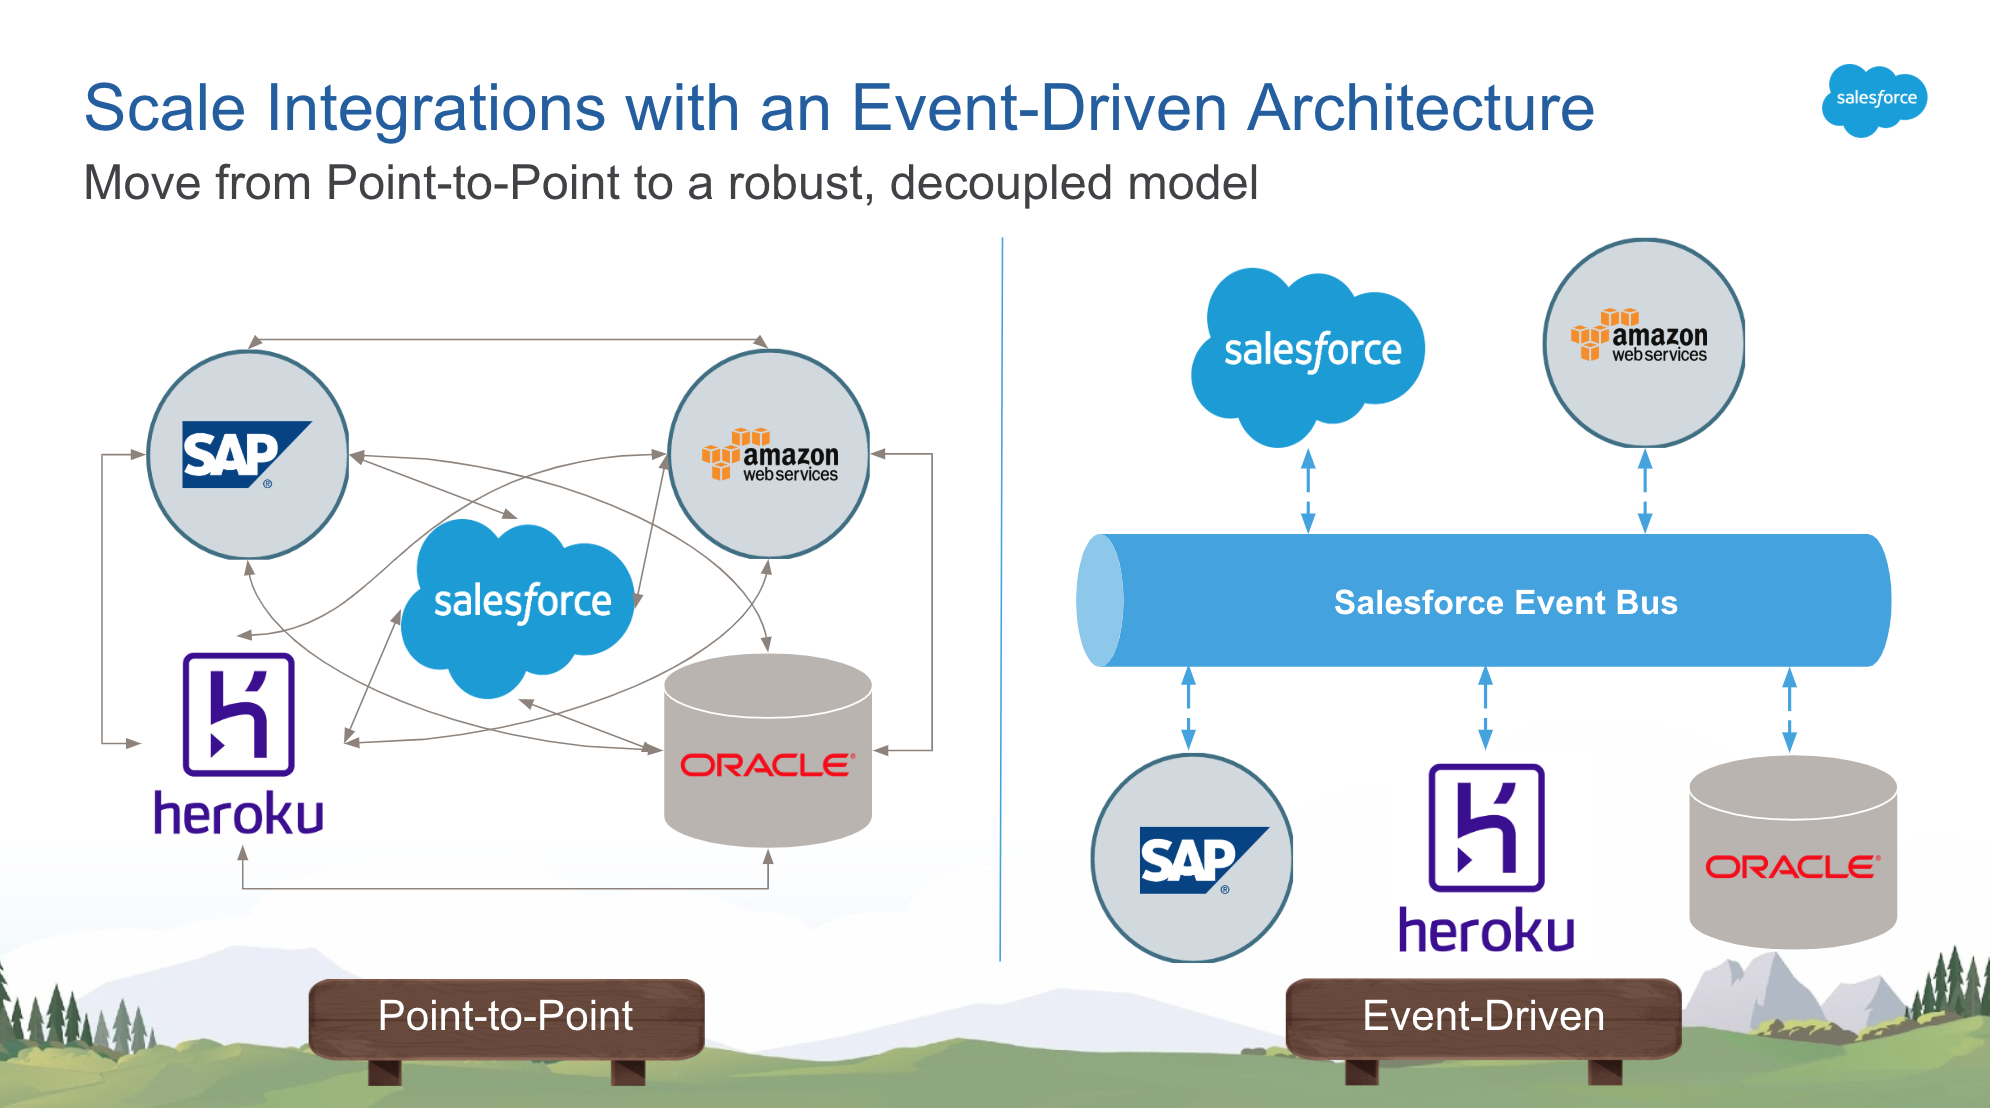 Scale Integrations with an Event-Driven Architecture
salesforce
Move from Point-to-Point to a robust, decoupled model
SAP
®
amazon
web services
salesforce
heroku
ORACLE®
Point-to-Point
salesforce
amazon
web services
Salesforce Event Bus
SAP
®
heroku
ORACLE®
Event-Driven